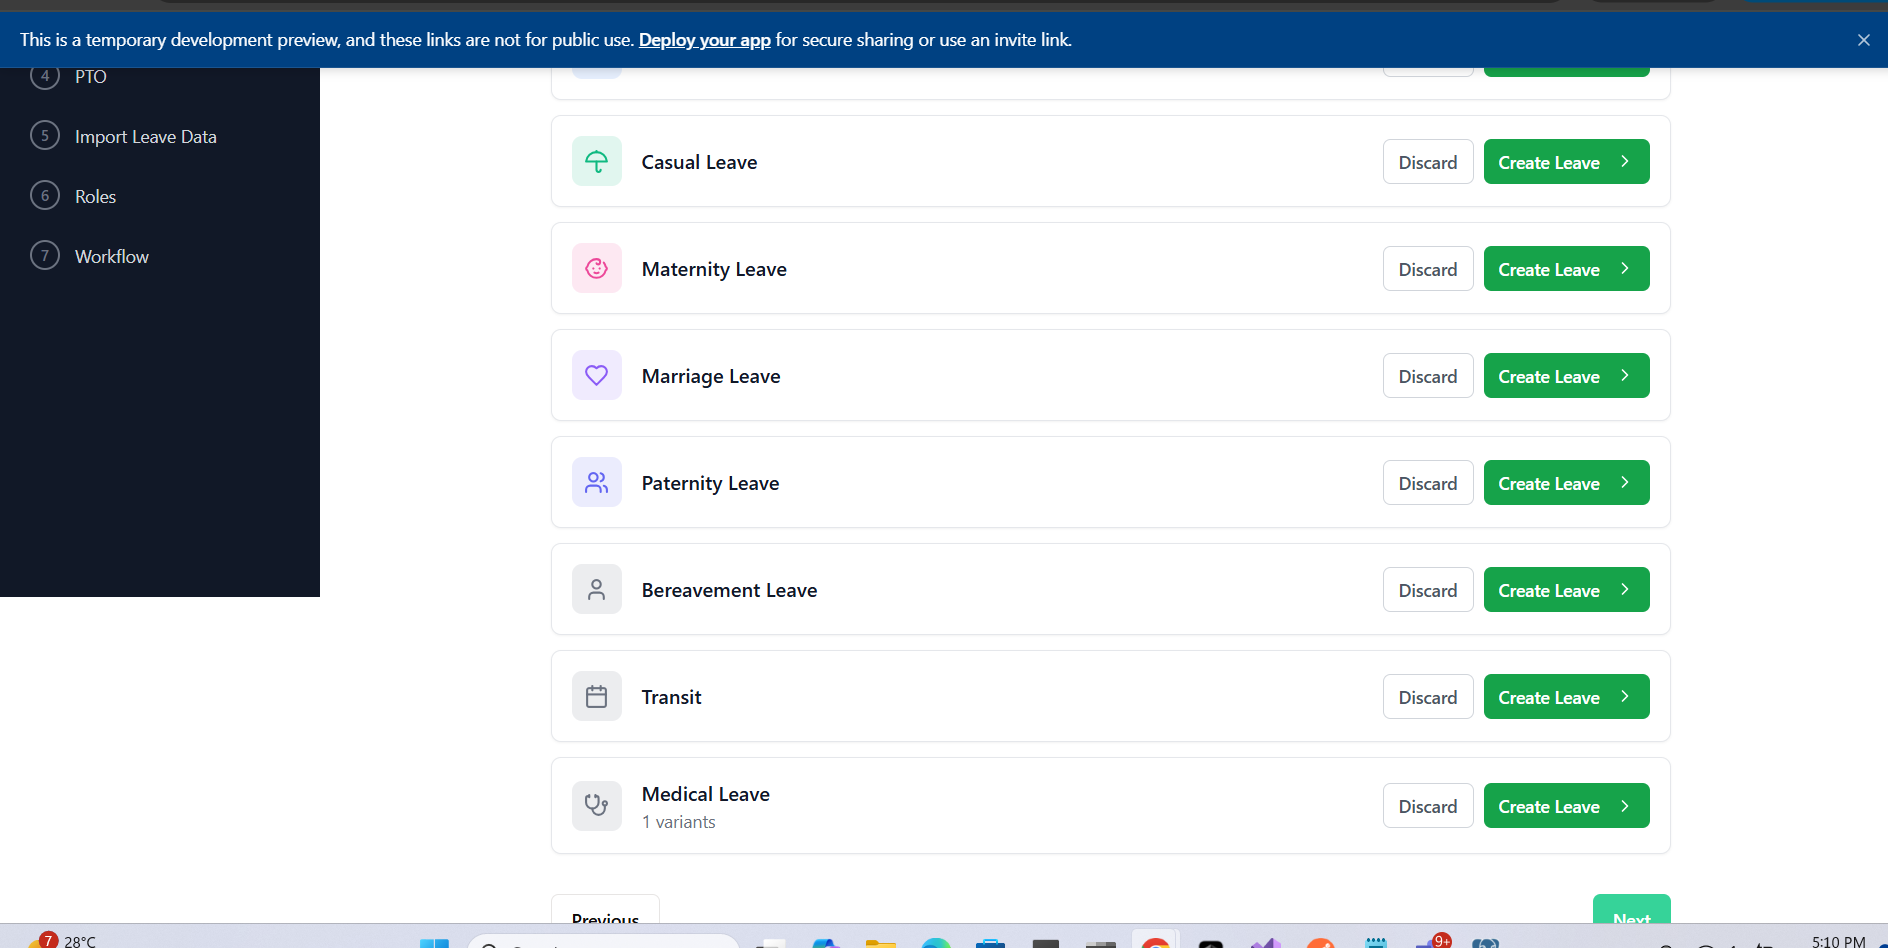 This is a temporary development preview, and these links are not for public use. Deploy your app for secure sharing or use an invite link.
4 PTO
5 Import Leave Data
6 Roles
7 Workflow
Casual Leave Discard Create Leave
Maternity Leave Discard Create Leave
Marriage Leave Discard Create Leave
Paternity Leave Discard Create Leave
Bereavement Leave Discard Create Leave
Transit Discard Create Leave
Medical Leave Discard Create Leave
1 variants
Previous Next
7 28°C 9+ 5:10 PM